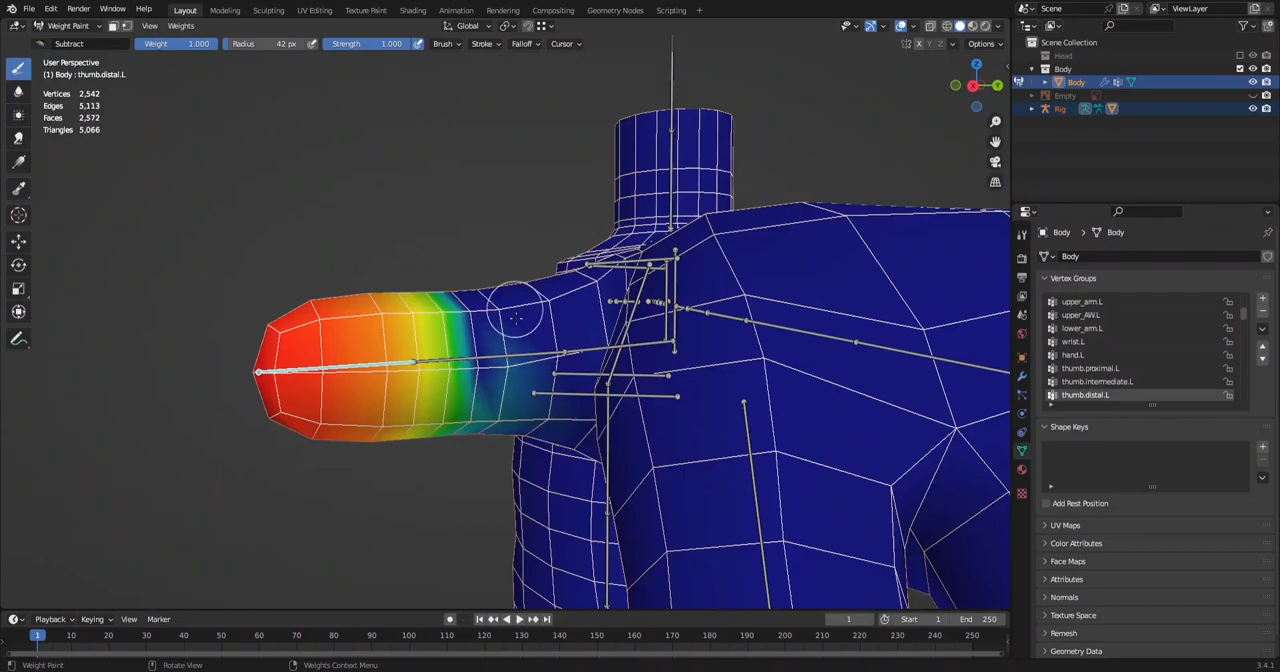 File Edit Render Window Help Layout Modeling Sculpting UV Editing Texture Paint Shading Animation Rendering Compositing Geometry Nodes Scripting + Scene ViewLayer
Weight Paint View Weights Global
Subtract Weight 1.000 Radius 42 px Strength 1.000 Brush Stroke Falloff Cursor X Y Z Options
User Perspective
(1) Body : thumb.distal.L
Vertices 2,542
Edges 5,113
Faces 2,572
Triangles 5,066
Z
Y
X
Scene Collection
Head
Body
Body
Empty
Rig
Body > Body
Body
Vertex Groups
upper_arm.L
upper_AW.L
lower_arm.L
wrist.L
hand.L
thumb.proximal.L
thumb.intermediate.L
thumb.distal.L
Shape Keys
Add Rest Position
UV Maps
Color Attributes
Face Maps
Attributes
Normals
Texture Space
Remesh
Geometry Data
Playback Keying View Marker 1 Start 1 End 250
1 10 20 30 40 50 60 70 80 90 100 110 120 130 140 150 160 170 180 190 200 210 220 230 240 250
Weight Paint Rotate View Weights Context Menu 3.4.1